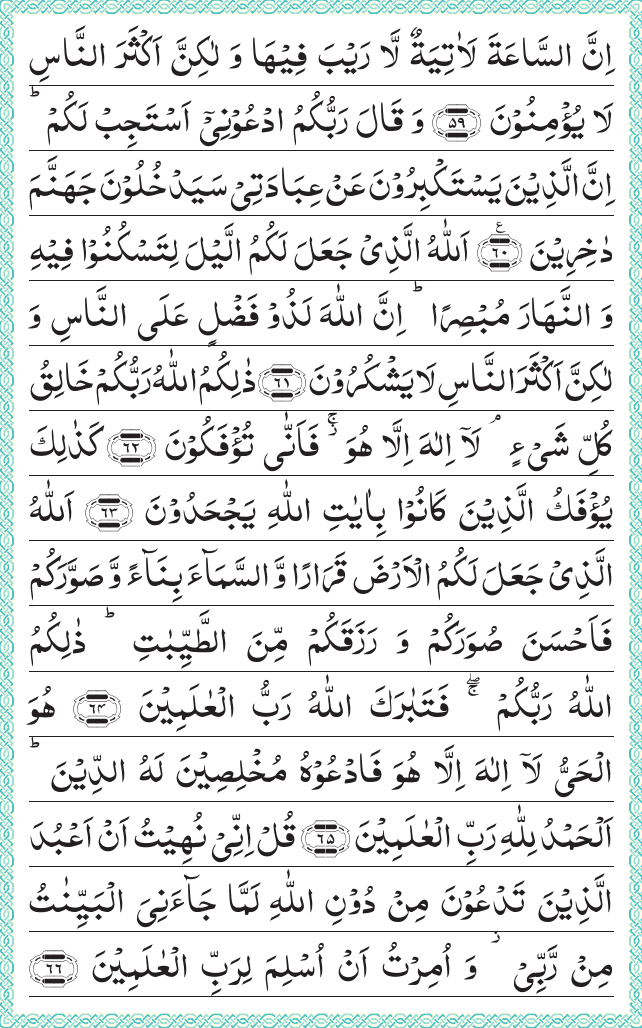 اِنَّ السَّاعَةَ لَاٰتِيَةٌ لَّا رَيْبَ فِيْهَا وَ لٰكِنَّ اَكْثَرَ النَّاسِ
لَا يُؤْمِنُوْنَ ﴿۵۹﴾ وَ قَالَ رَبُّكُمُ ادْعُوْنِيْۤ اَسْتَجِبْ لَكُمْ ؕ
اِنَّ الَّذِيْنَ يَسْتَكْبِرُوْنَ عَنْ عِبَادَتِيْ سَيَدْخُلُوْنَ جَهَنَّمَ
دٰخِرِيْنَ ﴿۶۰﴾ ع اَللّٰهُ الَّذِيْ جَعَلَ لَكُمُ الَّيْلَ لِتَسْكُنُوْا فِيْهِ
وَ النَّهَارَ مُبْصِرًا ؕ اِنَّ اللّٰهَ لَذُوْ فَضْلٍ عَلَى النَّاسِ وَ
لٰكِنَّ اَكْثَرَ النَّاسِ لَا يَشْكُرُوْنَ ﴿۶۱﴾ ذٰلِكُمُ اللّٰهُ رَبُّكُمْ خَالِقُ
كُلِّ شَيْءٍ ۘ لَاۤ اِلٰهَ اِلَّا هُوَ ۫ۚ فَاَنّٰى تُؤْفَكُوْنَ ﴿۶۲﴾ كَذٰلِكَ
يُؤْفَكُ الَّذِيْنَ كَانُوْا بِاٰيٰتِ اللّٰهِ يَجْحَدُوْنَ ﴿۶۳﴾ اَللّٰهُ
الَّذِيْ جَعَلَ لَكُمُ الْاَرْضَ قَرَارًا وَّ السَّمَآءَ بِنَآءً وَّ صَوَّرَكُمْ
فَاَحْسَنَ صُوَرَكُمْ وَ رَزَقَكُمْ مِّنَ الطَّيِّبٰتِ ؕ ذٰلِكُمُ
اللّٰهُ رَبُّكُمْ ۖۚ فَتَبٰرَكَ اللّٰهُ رَبُّ الْعٰلَمِيْنَ ﴿۶۴﴾ هُوَ
الْحَيُّ لَاۤ اِلٰهَ اِلَّا هُوَ فَادْعُوْهُ مُخْلِصِيْنَ لَهُ الدِّيْنَ ؕ
اَلْحَمْدُ لِلّٰهِ رَبِّ الْعٰلَمِيْنَ ﴿۶۵﴾ قُلْ اِنِّيْ نُهِيْتُ اَنْ اَعْبُدَ
الَّذِيْنَ تَدْعُوْنَ مِنْ دُوْنِ اللّٰهِ لَمَّا جَآءَنِيَ الْبَيِّنٰتُ
مِنْ رَّبِّيْ ۫ وَ اُمِرْتُ اَنْ اُسْلِمَ لِرَبِّ الْعٰلَمِيْنَ ﴿۶۶﴾